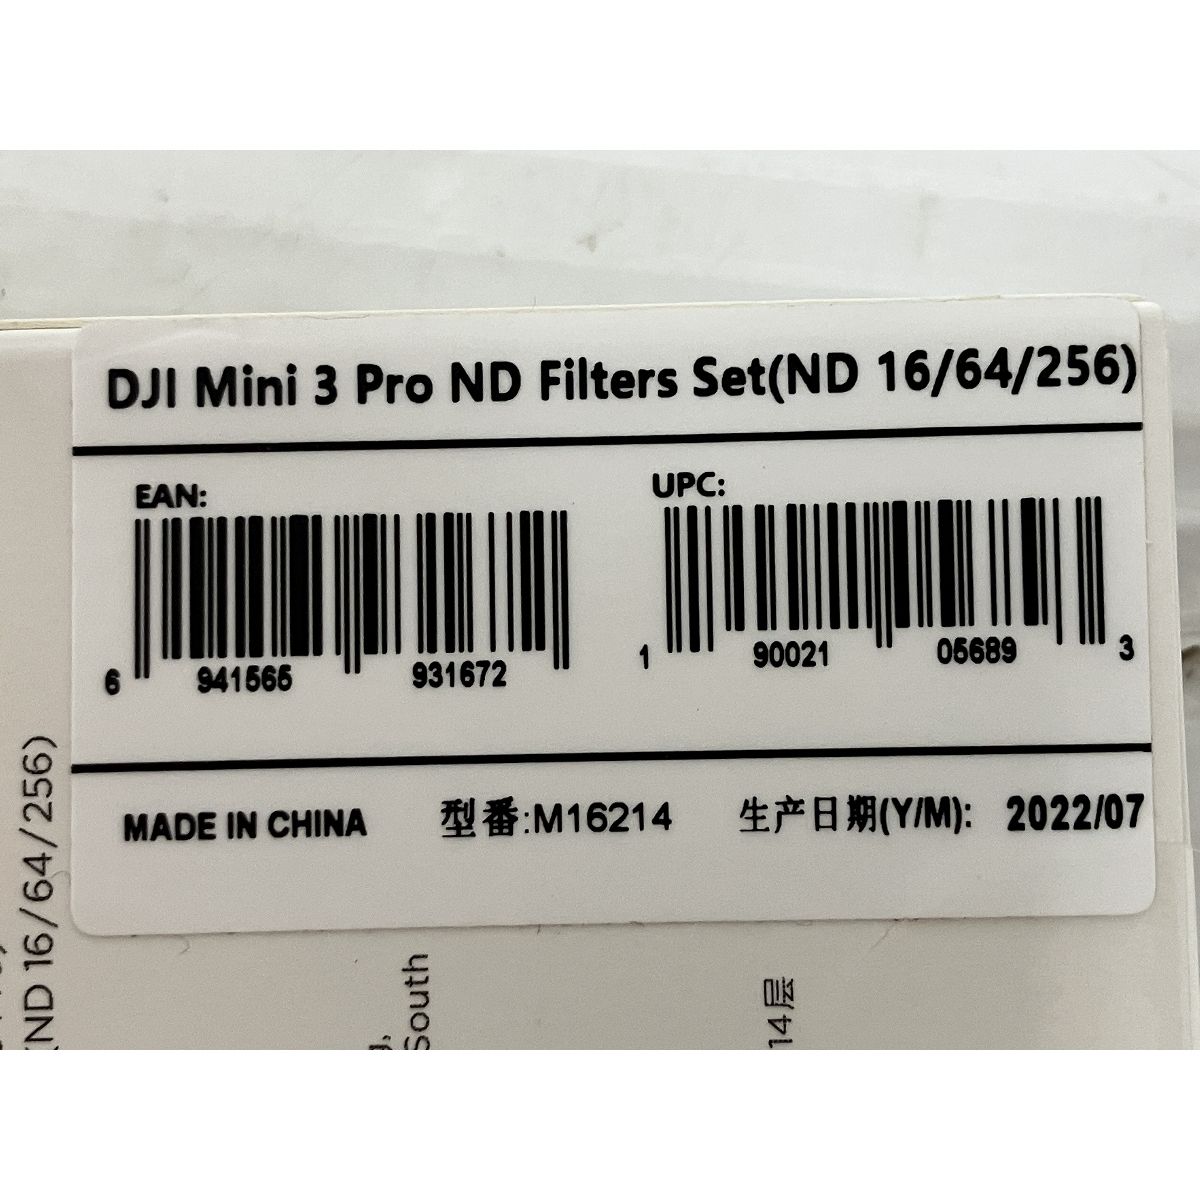 DJI Mini 3 Pro ND Filters Set(ND 16/64/256)
EAN:
6 941565 931672
UPC:
1 90021 05689 3
MADE IN CHINA
型番:M16214
生产日期(Y/M): 2022/07
(ND 16/64/256)
South
14层